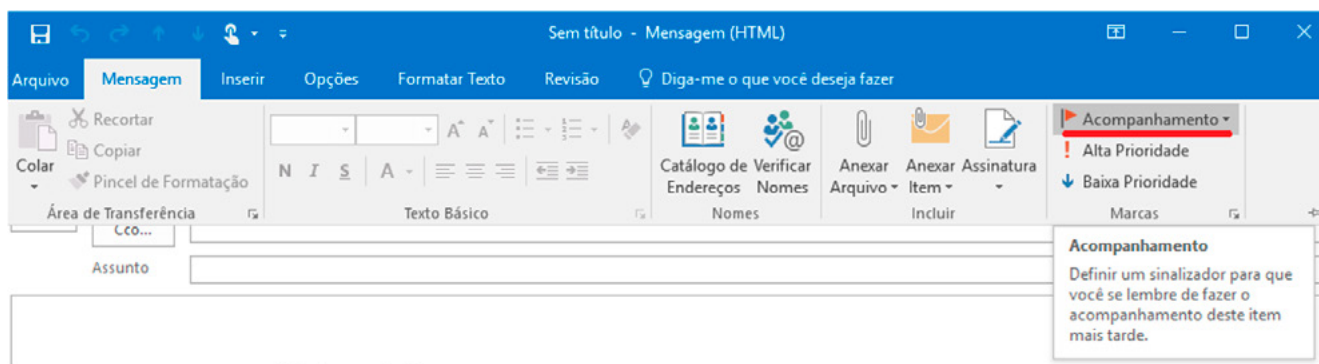 Sem título - Mensagem (HTML)
Arquivo Mensagem Inserir Opções Formatar Texto Revisão Diga-me o que você deseja fazer
Colar
Recortar
Copiar
Pincel de Formatação
Área de Transferência
A A
N I S A
Texto Básico
Catálogo de Endereços
Verificar Nomes
Nomes
Anexar Arquivo
Anexar Item
Assinatura
Incluir
Acompanhamento
Alta Prioridade
Baixa Prioridade
Marcas
Cco...
Assunto
Acompanhamento
Definir um sinalizador para que
você se lembre de fazer o
acompanhamento deste item
mais tarde.